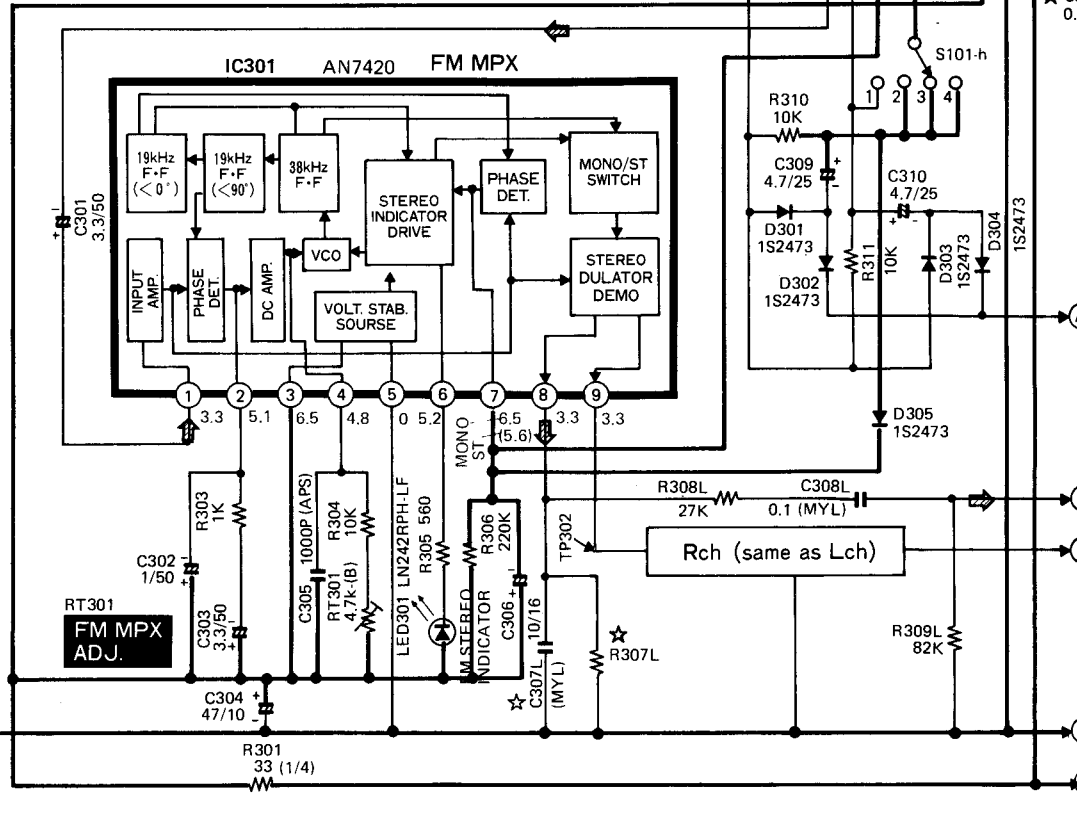 ☆
0.
IC301 AN7420 FM MPX
S101-h
1 2 3 4
R310
10K
C309
4.7/25
+
-
C310
4.7/25
+ -
D301
1S2473
D302
1S2473
R311
10K
D303
1S2473
D304
1S2473
D305
1S2473
C301
3.3/50
-
+
19kHz
F·F
(<0°)
19kHz
F·F
(<90°)
38kHz
F·F
STEREO
INDICATOR
DRIVE
PHASE
DET.
MONO/ST
SWITCH
INPUT
AMP.
PHASE
DET.
DC AMP.
VCO
VOLT. STAB.
SOURSE
STEREO
DULATOR
DEMO
1 2 3 4 5 6 7 8 9
3.3 5.1 6.5 4.8 0 5.2 6.5 3.3 3.3
(5.6)
MONO
ST
R303
1K
C302
1/50
-
+
C303
3.3/50
-
+
C305 1000P (APS)
R304
10K
RT301
4.7k-(B)
LED301 LN242RPH-LF
R305 560
R306
220K
FM STEREO
INDICATOR
C306 10/16
-
+
TP302
R308L
27K
C308L
0.1 (MYL)
Rch (same as Lch)
☆
C307L
(MYL)
☆
R307L
R309L
82K
RT301
FM MPX
ADJ.
C304
47/10
+
-
R301
33 (1/4)